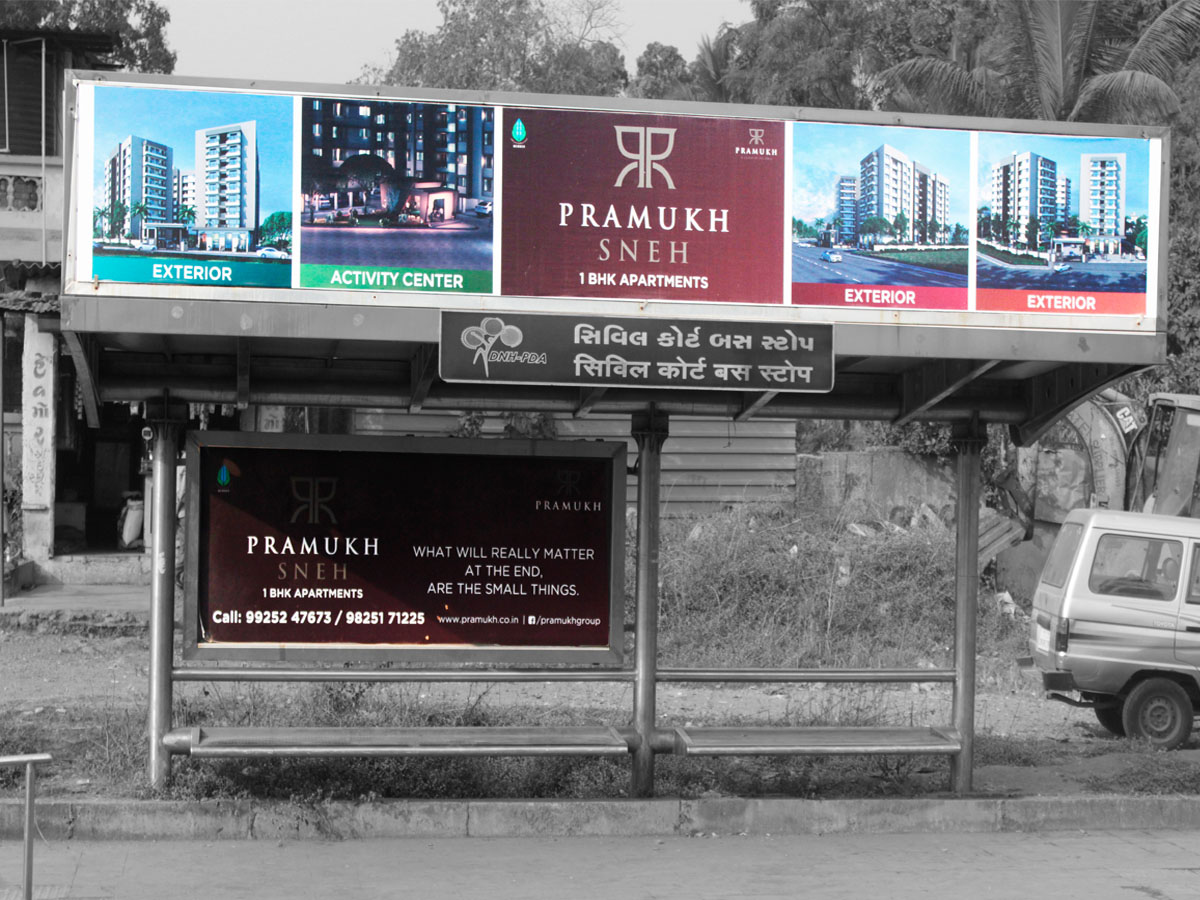 EXTERIOR
ACTIVITY CENTER
PRAMUKH
SNEH
1 BHK APARTMENTS
PRAMUKH
EXTERIOR
EXTERIOR
DNH-PDA
સિવિલ કોર્ટ બસ સ્ટોપ
सिविल कोर्ट बस स्टोप
PRAMUKH
SNEH
1 BHK APARTMENTS
Call: 99252 47673 / 98251 71225
PRAMUKH
WHAT WILL REALLY MATTER
AT THE END,
ARE THE SMALL THINGS.
www.pramukh.co.in | /pramukhgroup
CAT